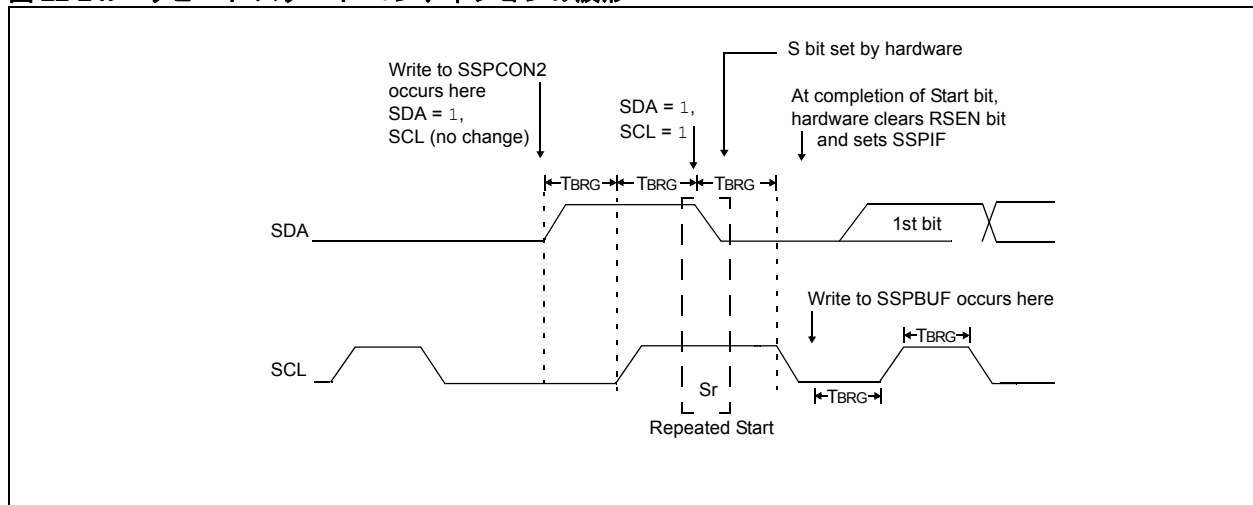 S bit set by hardware
Write to SSPCON2
occurs here
SDA = 1,
SCL (no change)
SDA = 1,
SCL = 1
At completion of Start bit,
hardware clears RSEN bit
and sets SSPIF
TBRG TBRG TBRG
SDA
1st bit
Write to SSPBUF occurs here
TBRG
SCL
Sr
TBRG
Repeated Start